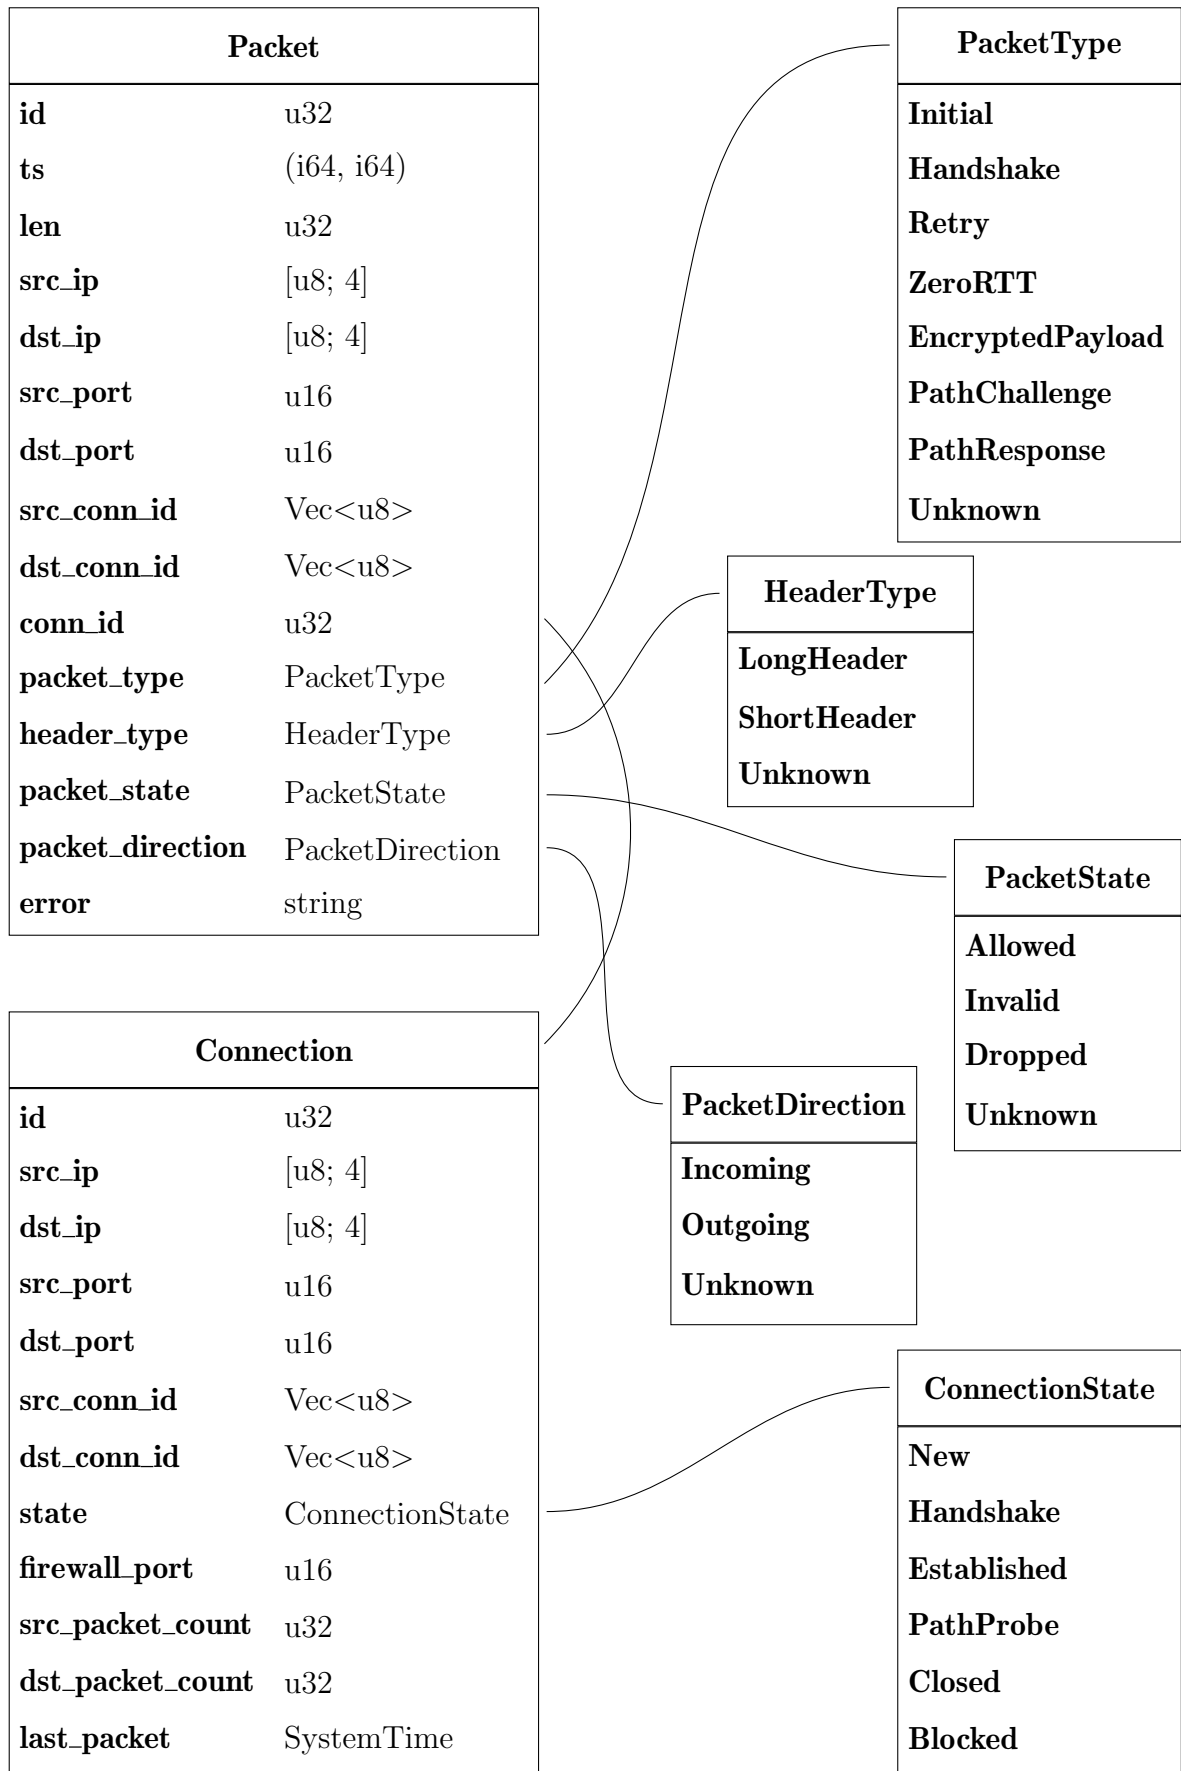 Packet
id u32
ts (i64, i64)
len u32
src_ip [u8; 4]
dst_ip [u8; 4]
src_port u16
dst_port u16
src_conn_id Vec<u8>
dst_conn_id Vec<u8>
conn_id u32
packet_type PacketType
header_type HeaderType
packet_state PacketState
packet_direction PacketDirection
error string
PacketType
Initial
Handshake
Retry
ZeroRTT
EncryptedPayload
PathChallenge
PathResponse
Unknown
HeaderType
LongHeader
ShortHeader
Unknown
PacketState
Allowed
Invalid
Dropped
Unknown
Connection
id u32
src_ip [u8; 4]
dst_ip [u8; 4]
src_port u16
dst_port u16
src_conn_id Vec<u8>
dst_conn_id Vec<u8>
state ConnectionState
firewall_port u16
src_packet_count u32
dst_packet_count u32
last_packet SystemTime
PacketDirection
Incoming
Outgoing
Unknown
ConnectionState
New
Handshake
Established
PathProbe
Closed
Blocked